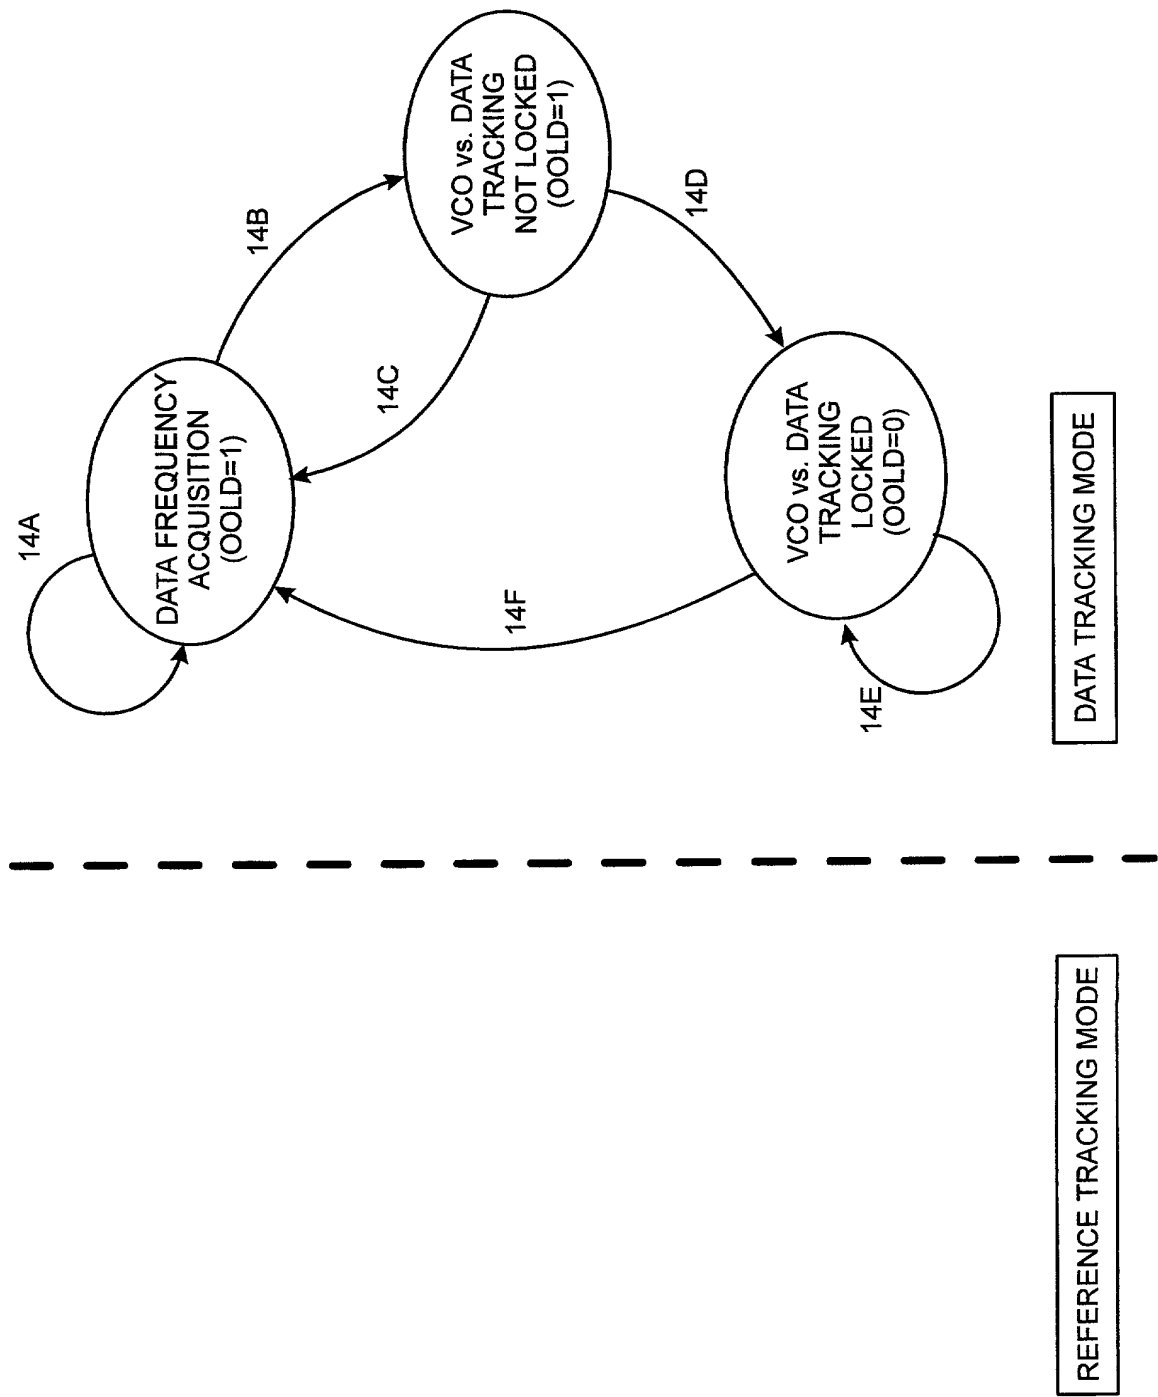 14A
DATA FREQUENCY
ACQUISITION
(OOLD=1)
14B
VCO vs. DATA
TRACKING
NOT LOCKED
(OOLD=1)
14C
14D
14F
VCO vs. DATA
TRACKING
LOCKED
(OOLD=0)
14E
REFERENCE TRACKING MODE
DATA TRACKING MODE